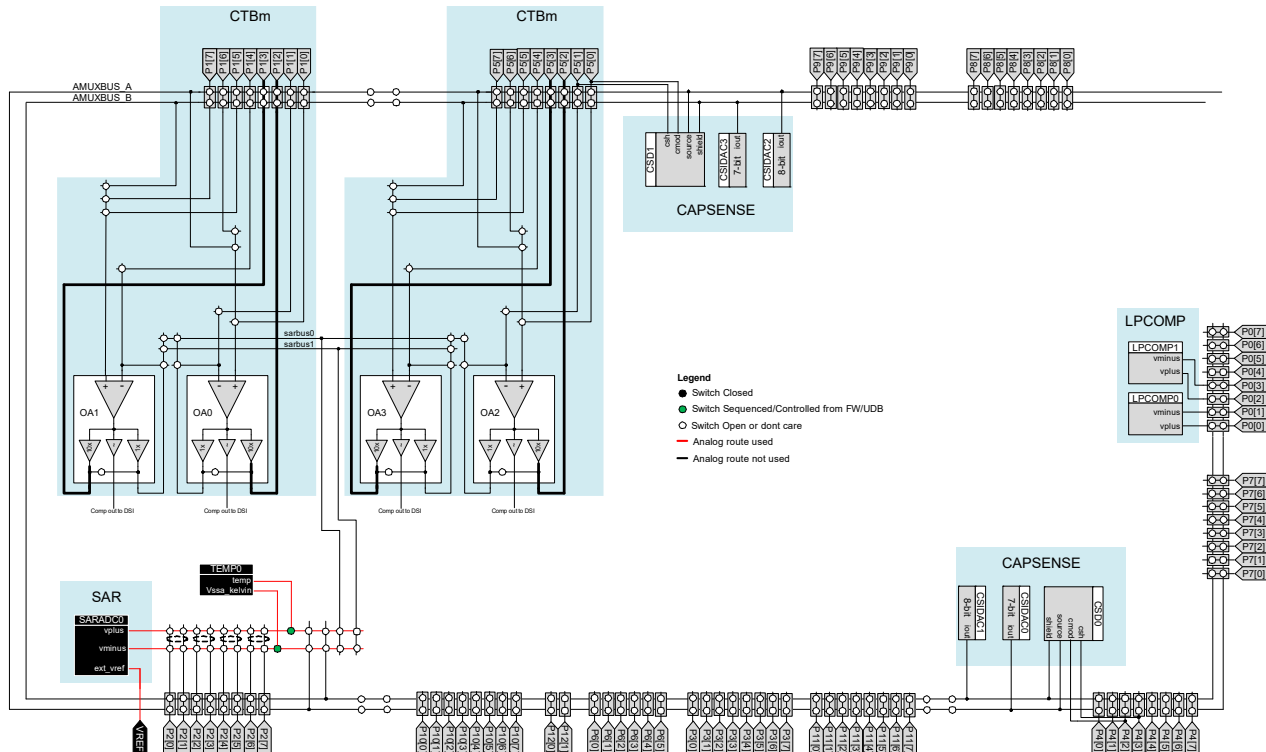 CTBm
CTBm
P1[7]
P1[6]
P1[5]
P1[4]
P1[3]
P1[2]
P1[1]
P1[0]
P5[7]
P5[6]
P5[5]
P5[4]
P5[3]
P5[2]
P5[1]
P5[0]
P9[7]
P9[6]
P9[5]
P9[4]
P9[3]
P9[2]
P9[1]
P9[0]
P8[7]
P8[6]
P8[5]
P8[4]
P8[3]
P8[2]
P8[1]
P8[0]
AMUXBUS_A
AMUXBUS_B
CSD1
csh
cmod
source
shield
CSIDAC3
7-bit
iout
CSIDAC2
8-bit
iout
CAPSENSE
sarbus0
sarbus1
+
-
OA1
10x
1x
Comp out to DSI
-
+
OA0
1x
10x
Comp out to DSI
+
-
OA3
10x
1x
Comp out to DSI
-
+
OA2
1x
10x
Comp out to DSI
Legend
Switch Closed
Switch Sequenced/Controlled from FW/UDB
Switch Open or dont care
Analog route used
Analog route not used
LPCOMP
LPCOMP1
vminus
vplus
LPCOMP0
vminus
vplus
P0[7]
P0[6]
P0[5]
P0[4]
P0[3]
P0[2]
P0[1]
P0[0]
P7[7]
P7[6]
P7[5]
P7[4]
P7[3]
P7[2]
P7[1]
P7[0]
CAPSENSE
CSIDAC1
8-bit
iout
CSIDAC0
7-bit
iout
CSD0
shield
source
cmod
csh
TEMP0
temp
Vssa_kelvin
SAR
SARADC0
vplus
vminus
ext_vref
VREF
P2[0]
P2[1]
P2[2]
P2[3]
P2[4]
P2[5]
P2[6]
P2[7]
P10[0]
P10[1]
P10[2]
P10[3]
P10[4]
P10[5]
P10[6]
P10[7]
P12[0]
P12[1]
P6[0]
P6[1]
P6[2]
P6[3]
P6[4]
P6[5]
P3[0]
P3[1]
P3[2]
P3[3]
P3[4]
P3[5]
P3[6]
P3[7]
P11[0]
P11[1]
P11[2]
P11[3]
P11[4]
P11[5]
P11[6]
P11[7]
P4[0]
P4[1]
P4[2]
P4[3]
P4[4]
P4[5]
P4[6]
P4[7]